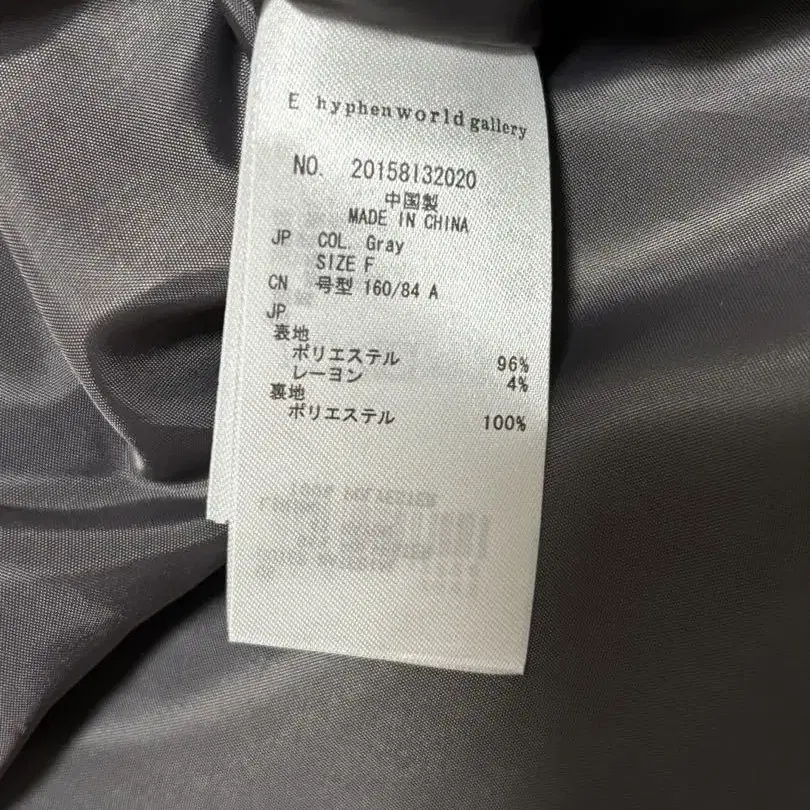 E hyphen world gallery
NO. 20158132020
中国製
MADE IN CHINA
JP COL. Gray
SIZE F
CN 号型 160/84 A
JP
表地
ポリエステル 96%
レーヨン 4%
裏地
ポリエステル 100%